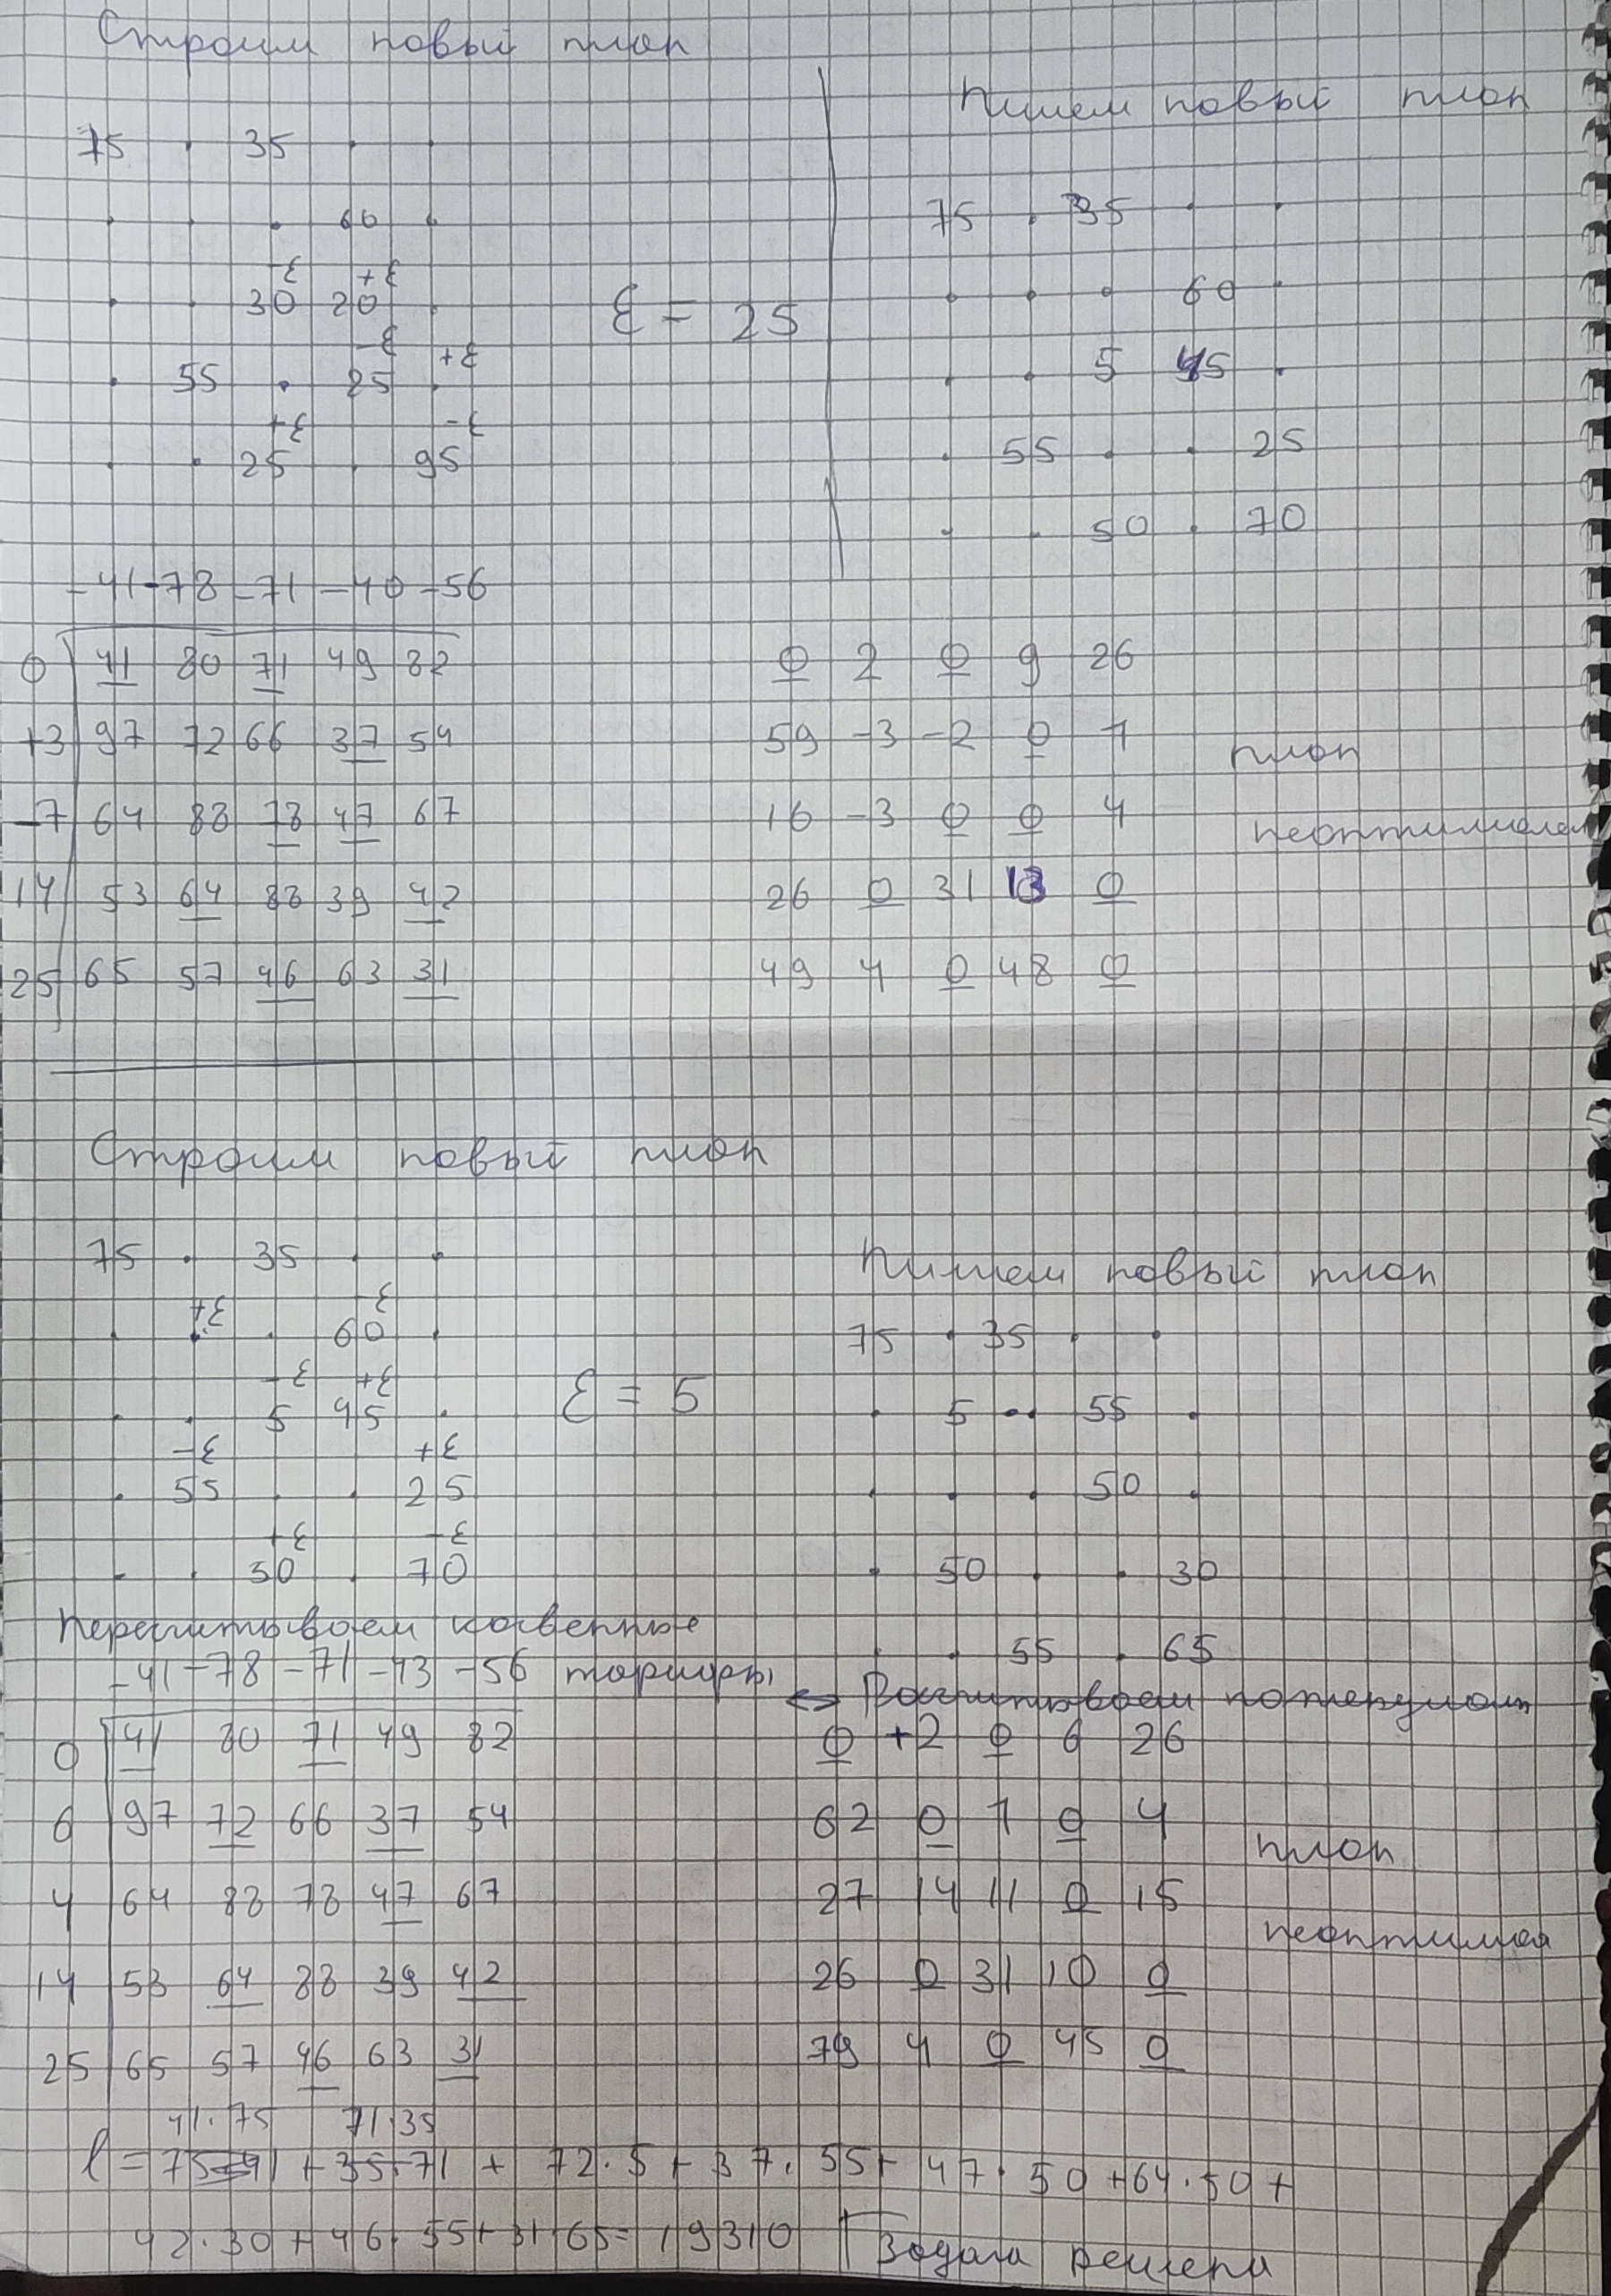 Строим новый план
75 . 35 . .
. . . 60 .
-ε +ε
. . 30 20 .
-ε +ε
. 55 . 25 .
+ε -ε
. . 25 . 95
ε = 25
Пишем новый план
75 . 35 . .
. . . 60 .
. . 5 45 .
. 55 . . 25
. . 50 . 70
-41 -78 -71 -40 -56
0 41 80 71 49 82
+3 97 72 66 37 54
-7 64 88 78 47 67
14 53 64 88 39 42
25 65 57 46 63 31
0 2 0 9 26
59 -3 -2 0 1
16 -3 0 0 4
26 0 31 13 0
49 4 0 48 0
план
неоптимален
Строим новый план
75 . 35 . .
+ε -ε
. . . 60 .
-ε +ε
. . 5 45 .
-ε +ε
. 55 . . 25
+ε -ε
. . 50 . 70
ε = 5
Пишем новый план
75 . 35 . .
. 5 . 55 .
. . . 50 .
. 50 . . 30
. . 55 . 65
Пересчитываем косвенные
-41 -78 -71 -43 -56 тарифы
↔ Рассчитываем потенциалы
0 41 80 71 49 82
6 97 72 66 37 54
4 64 88 78 47 67
14 53 64 88 39 42
25 65 57 46 63 31
0 +2 0 6 26
62 0 1 0 4
27 14 11 0 15
26 0 31 10 0
79 4 0 45 0
план
41·75 71·35
l = 75·41 + 35·71 + 72·5 + 37·55 + 47·50 + 64·50 +
42·30 + 46·55 + 31·65 = 19310 Задача решена